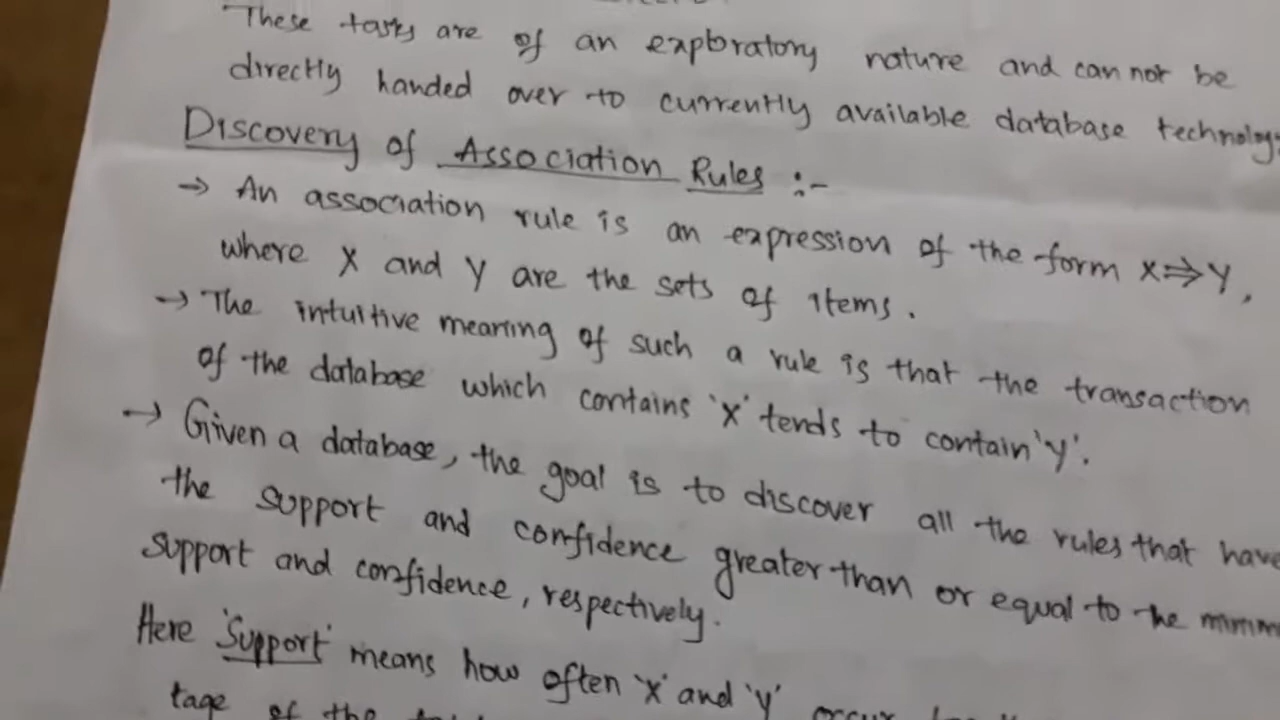 These tasks are of an exploratory nature and can not be
directly handed over to currently available database technology
Discovery of Association Rules :-
→ An association rule is an expression of the form X⇒Y,
where X and Y are the sets of items.
→ The intuitive meaning of such a rule is that the transaction
of the database which contains 'X' tends to contain 'Y'.
→ Given a database, the goal is to discover all the rules that have
the support and confidence greater than or equal to the
support and confidence, respectively.
Here 'Support' means how often 'X' and 'Y' occur
tage of the